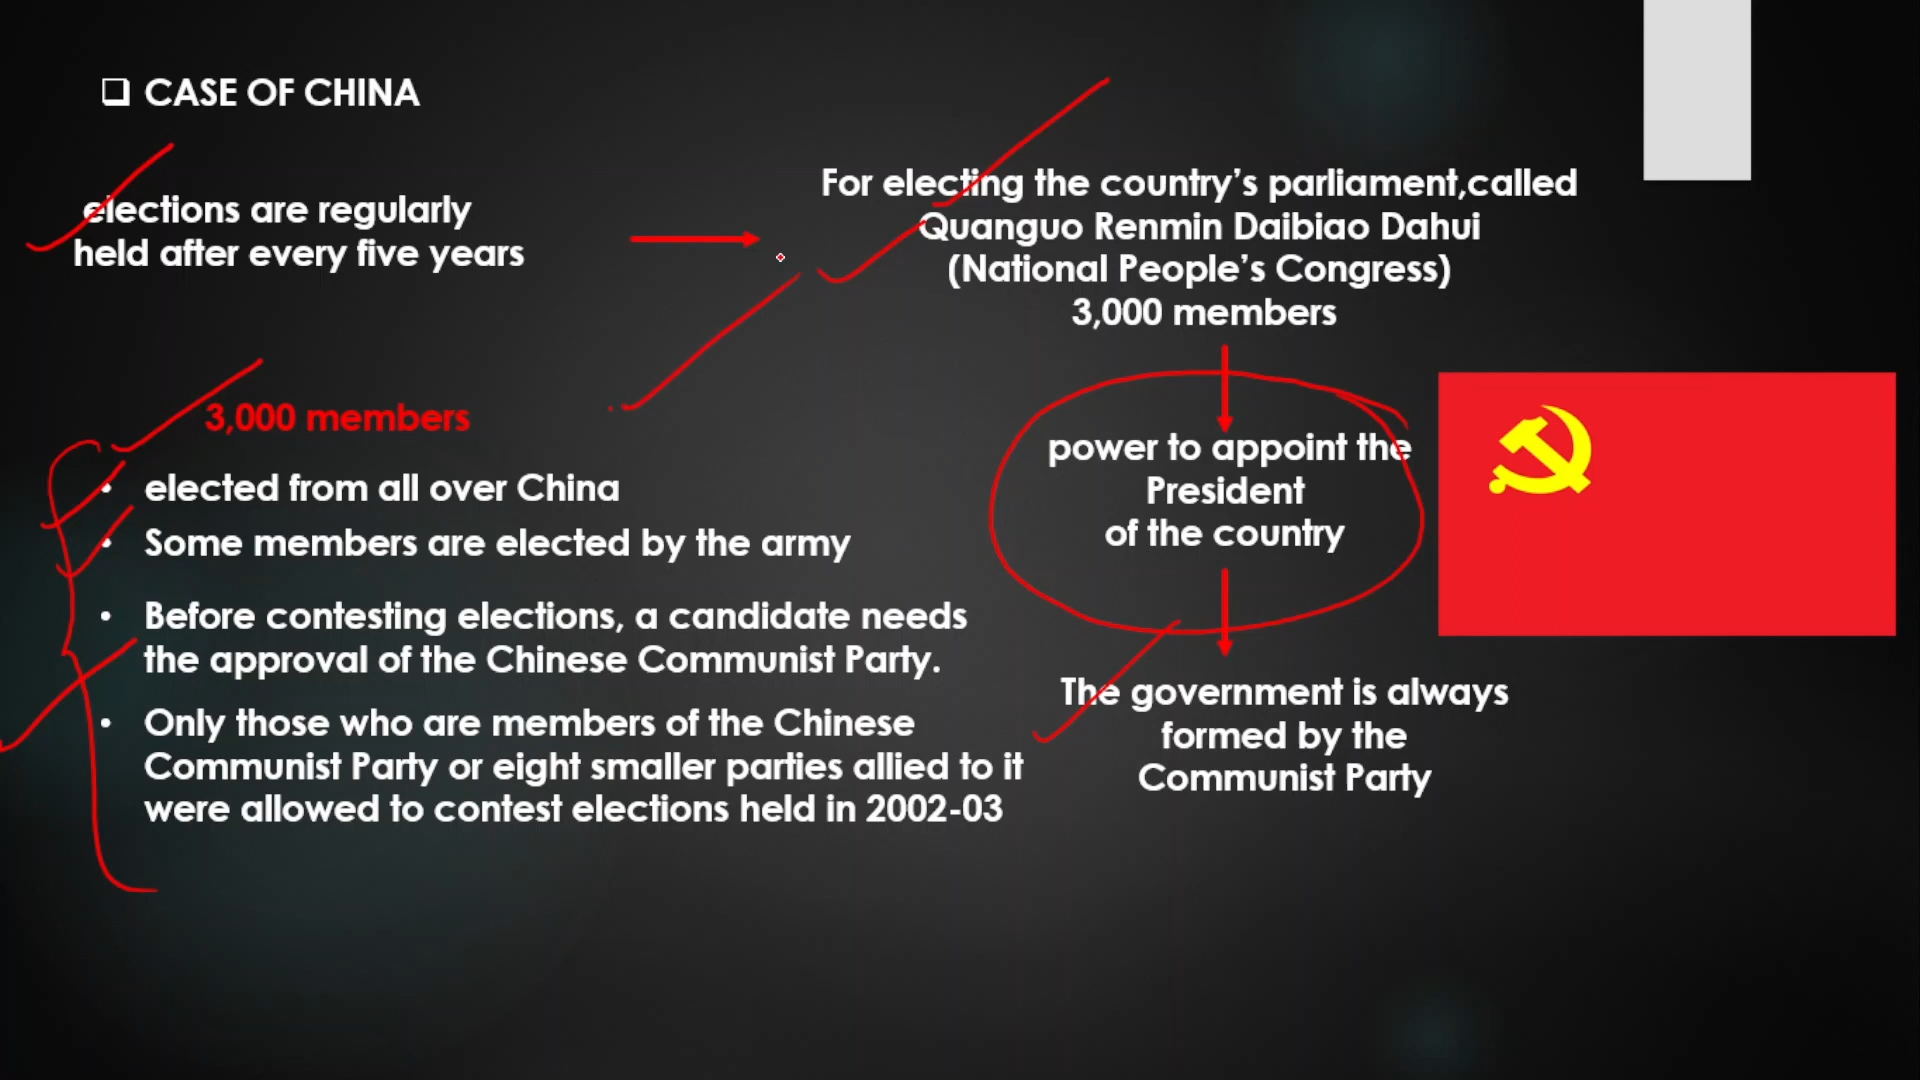 ❑ CASE OF CHINA
elections are regularly
held after every five years
For electing the country’s parliament,called
Quanguo Renmin Daibiao Dahui
(National People’s Congress)
3,000 members
power to appoint the
President
of the country
The government is always
formed by the
Communist Party
3,000 members
• elected from all over China
• Some members are elected by the army
• Before contesting elections, a candidate needs
the approval of the Chinese Communist Party.
• Only those who are members of the Chinese
Communist Party or eight smaller parties allied to it
were allowed to contest elections held in 2002-03